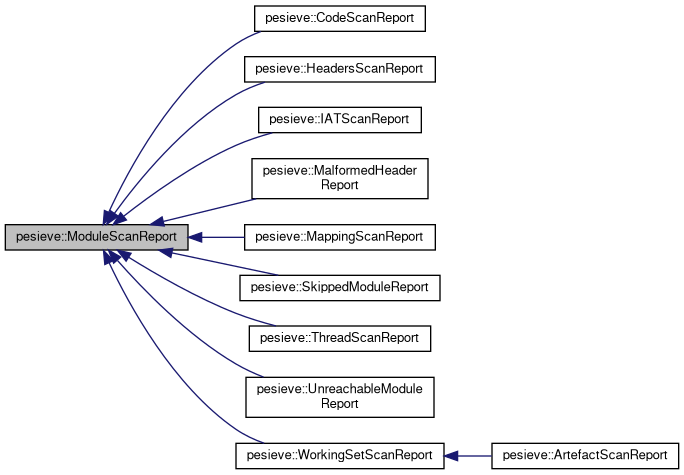 pesieve::CodeScanReport
pesieve::HeadersScanReport
pesieve::IATScanReport
pesieve::MalformedHeader
Report
pesieve::ModuleScanReport
pesieve::MappingScanReport
pesieve::SkippedModuleReport
pesieve::ThreadScanReport
pesieve::UnreachableModule
Report
pesieve::WorkingSetScanReport
pesieve::ArtefactScanReport